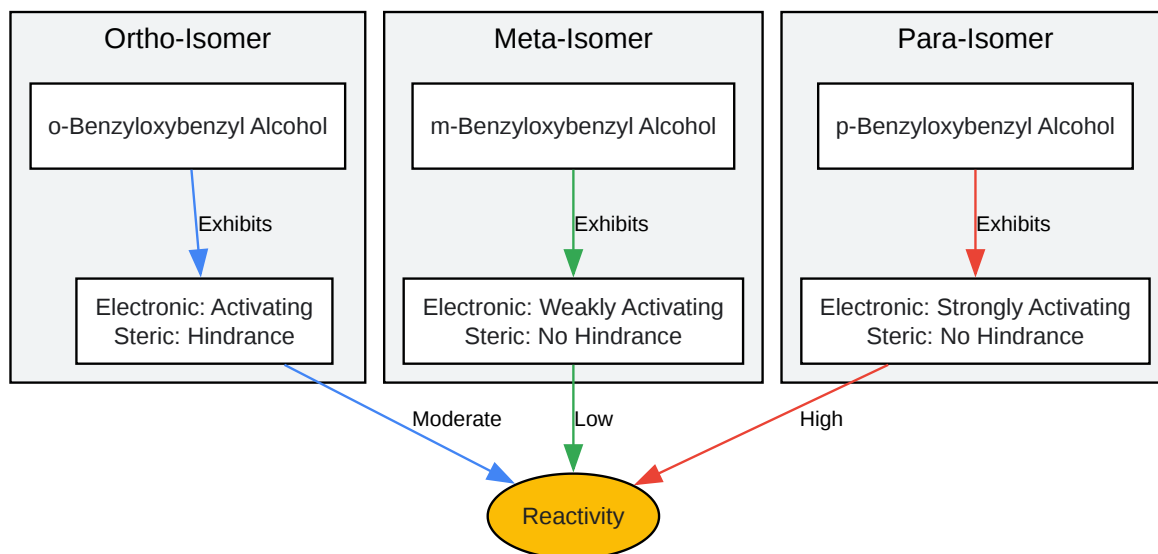 Ortho-Isomer
o-Benzyloxybenzyl Alcohol
Exhibits
Electronic: Activating
Steric: Hindrance
Moderate
Meta-Isomer
m-Benzyloxybenzyl Alcohol
Exhibits
Electronic: Weakly Activating
Steric: No Hindrance
Low
Para-Isomer
p-Benzyloxybenzyl Alcohol
Exhibits
Electronic: Strongly Activating
Steric: No Hindrance
High
Reactivity